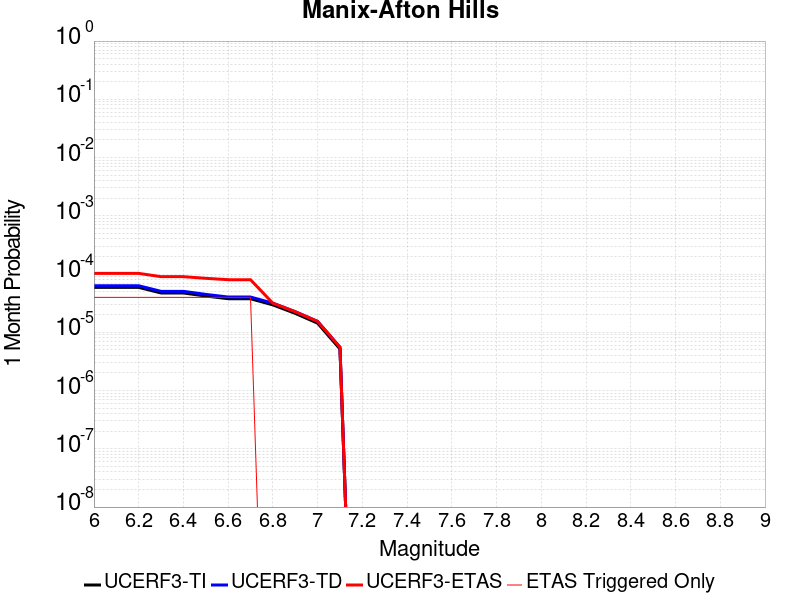 Manix-Afton Hills
1 Month Probability
10^0
10^-1
10^-2
10^-3
10^-4
10^-5
10^-6
10^-7
10^-8
6 6.2 6.4 6.6 6.8 7 7.2 7.4 7.6 7.8 8 8.2 8.4 8.6 8.8 9
Magnitude
UCERF3-TI UCERF3-TD UCERF3-ETAS ETAS Triggered Only